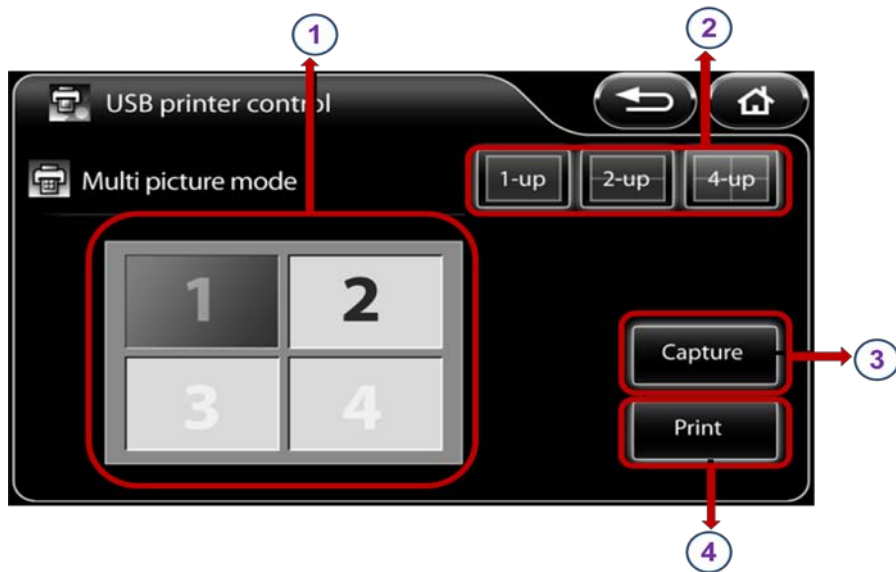 1
2
USB printer control
Multi picture mode
1-up 2-up 4-up
1 2
3 4
Capture
3
Print
4